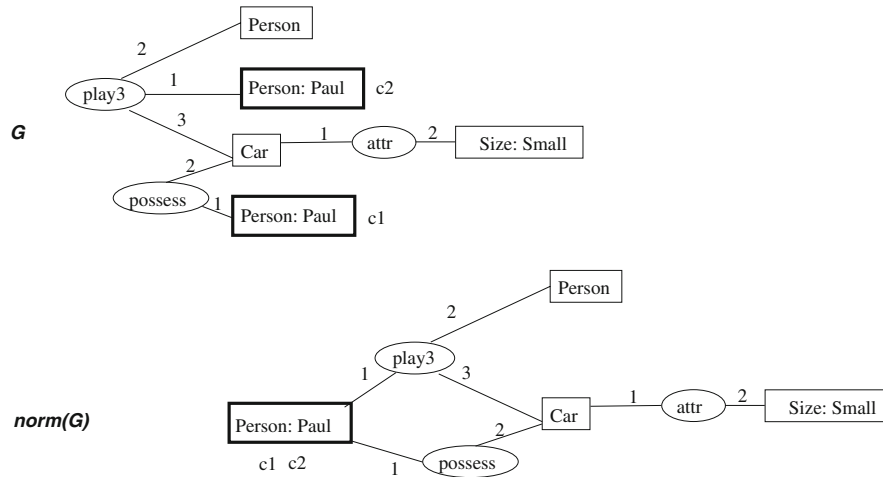 Person
2
1
play3
Person: Paul
c2
3
G
Car
1
attr
2
Size: Small
2
possess
1
Person: Paul
c1
Person
2
play3
1
3
norm(G)
Person: Paul
Car
1
attr
2
Size: Small
2
c1 c2
1
possess